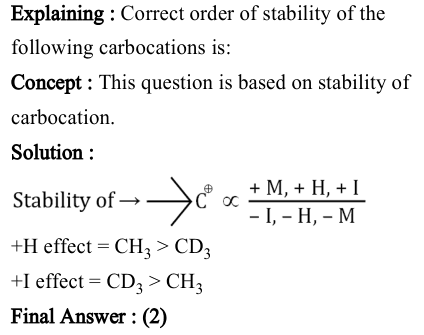 Explaining : Correct order of stability of the
following carbocations is:
Concept : This question is based on stability of
carbocation.
Solution :
Stability of → C⊕ ∝ + M, + H, + I / − I, − H, − M
+H effect = CH₃ > CD₃
+I effect = CD₃ > CH₃
Final Answer : (2)